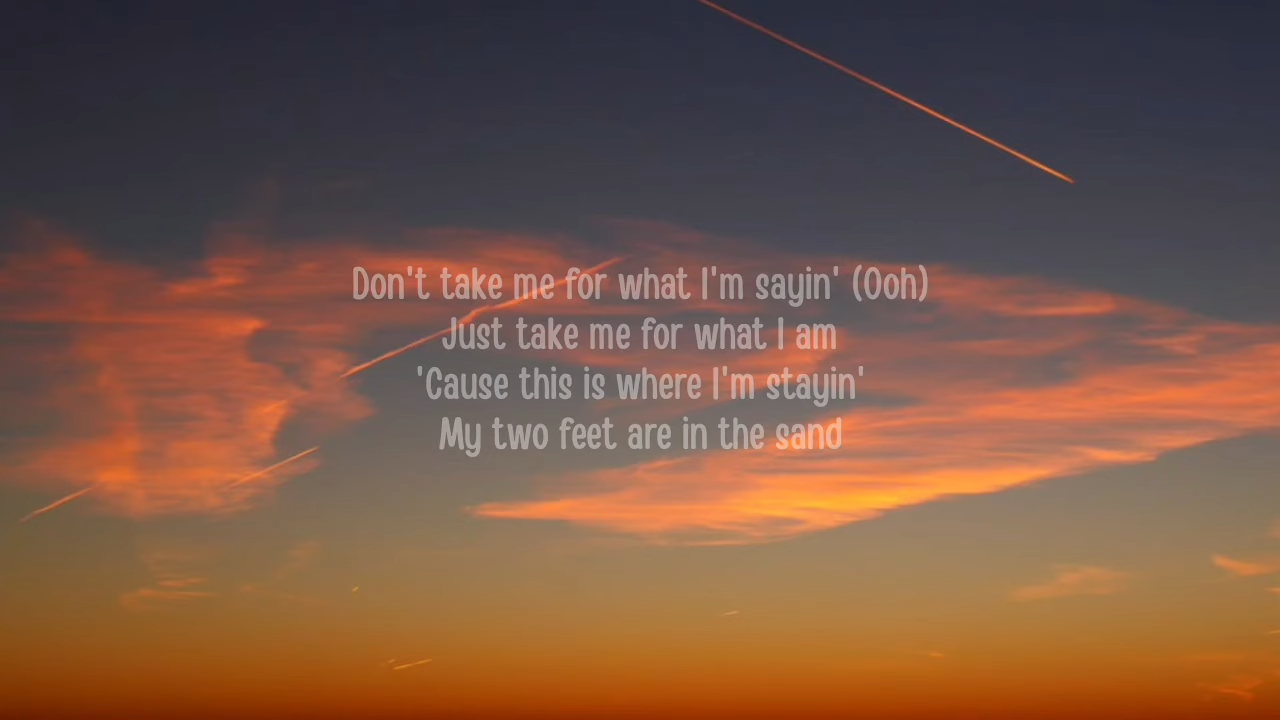 Don't take me for what I'm sayin' (Ooh)
Just take me for what I am
'Cause this is where I'm stayin'
My two feet are in the sand